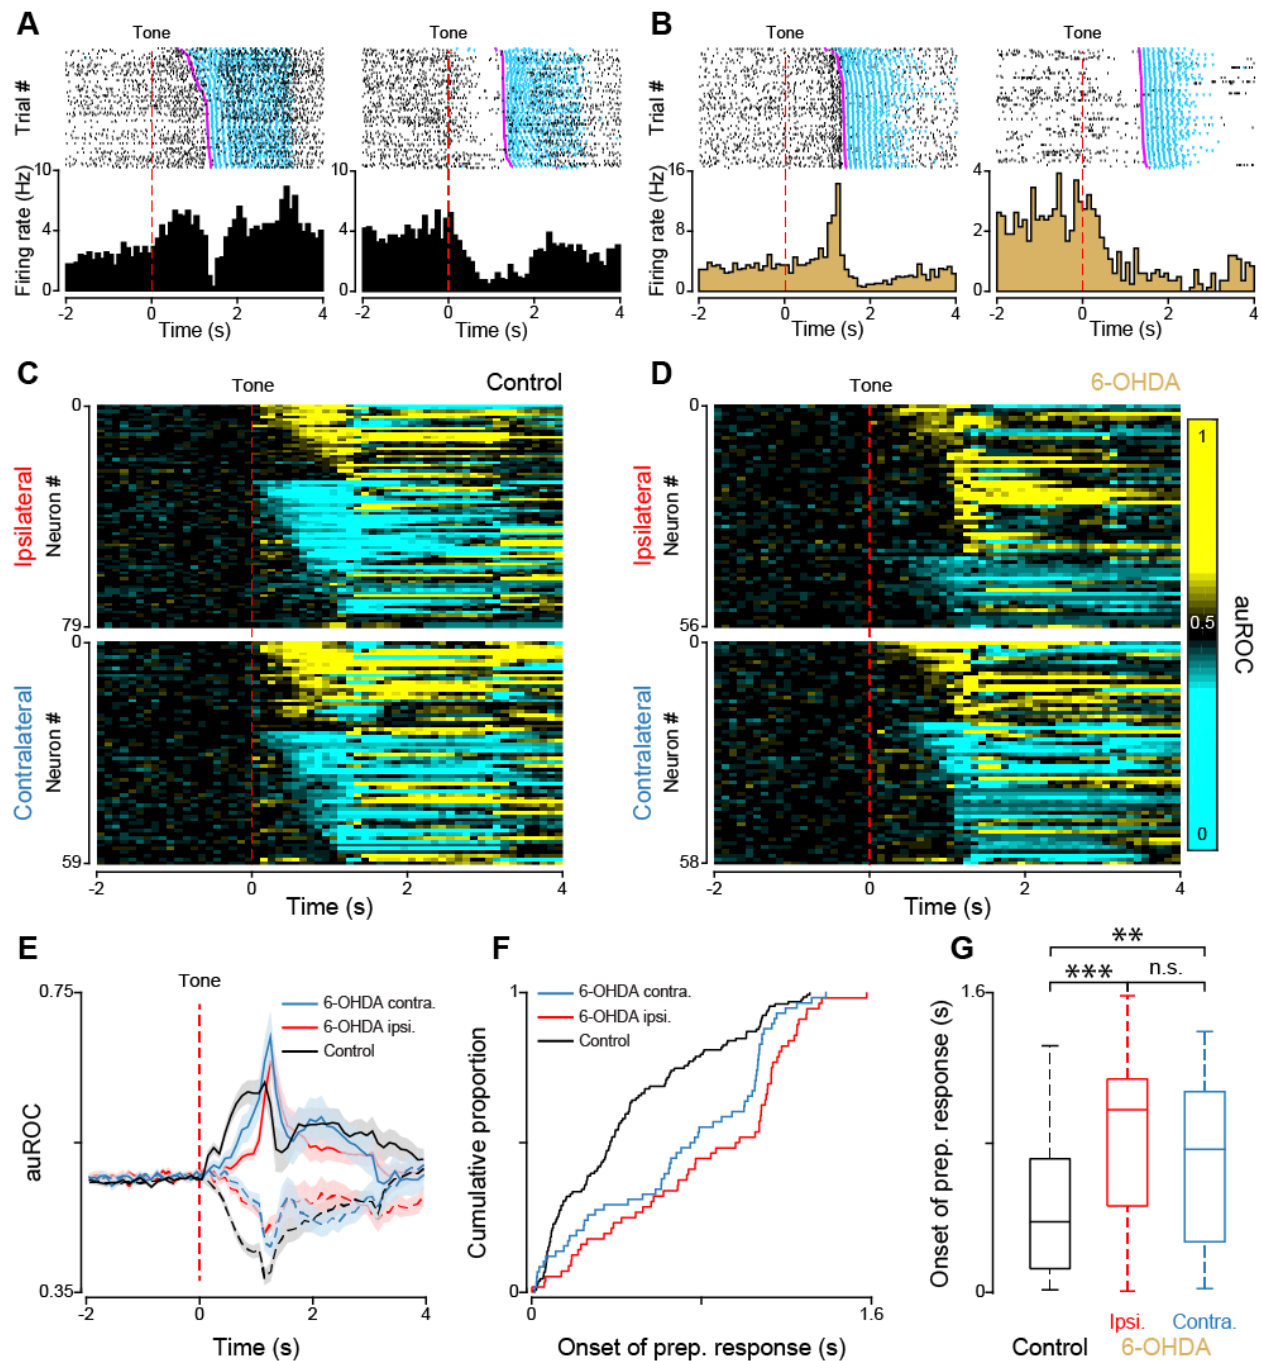 A
B
Tone
Tone
Tone
Tone
Trial #
Trial #
Firing rate (Hz)
10
4
0
10
4
0
Firing rate (Hz)
16
8
0
4
2
0
-2 0 2 4
-2 0 2 4
-2 0 2 4
-2 0 2 4
Time (s)
Time (s)
Time (s)
Time (s)
C
Tone
Control
D
Tone
6-OHDA
Ipsilateral
Neuron #
0
79
Contralateral
Neuron #
0
59
-2 0 2 4
Time (s)
Ipsilateral
Neuron #
0
56
Contralateral
Neuron #
0
58
-2 0 2 4
Time (s)
1
0.5
0
auROC
E
Tone
0.75
0.35
auROC
6-OHDA contra.
6-OHDA ipsi.
Control
-2 0 2 4
Time (s)
F
1
0
Cumulative proportion
6-OHDA contra.
6-OHDA ipsi.
Control
0 1.6
Onset of prep. response (s)
G
**
***
n.s.
1.6
0
Onset of prep. response (s)
Ipsi. Contra.
Control 6-OHDA